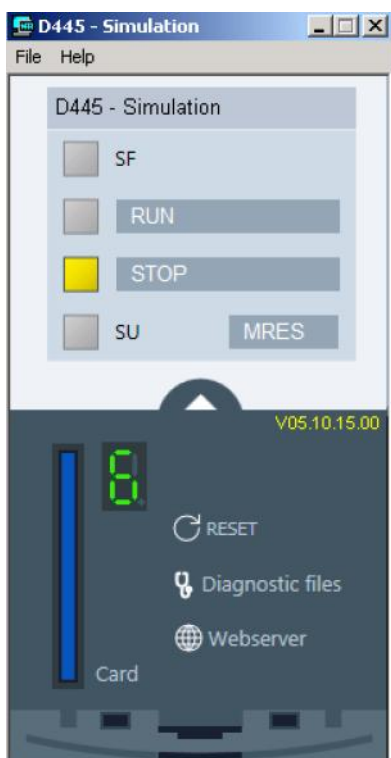 D445 - Simulation
File Help
D445 - Simulation
SF
RUN
STOP
SU MRES
V05.10.15.00
6
RESET
Diagnostic files
Webserver
Card